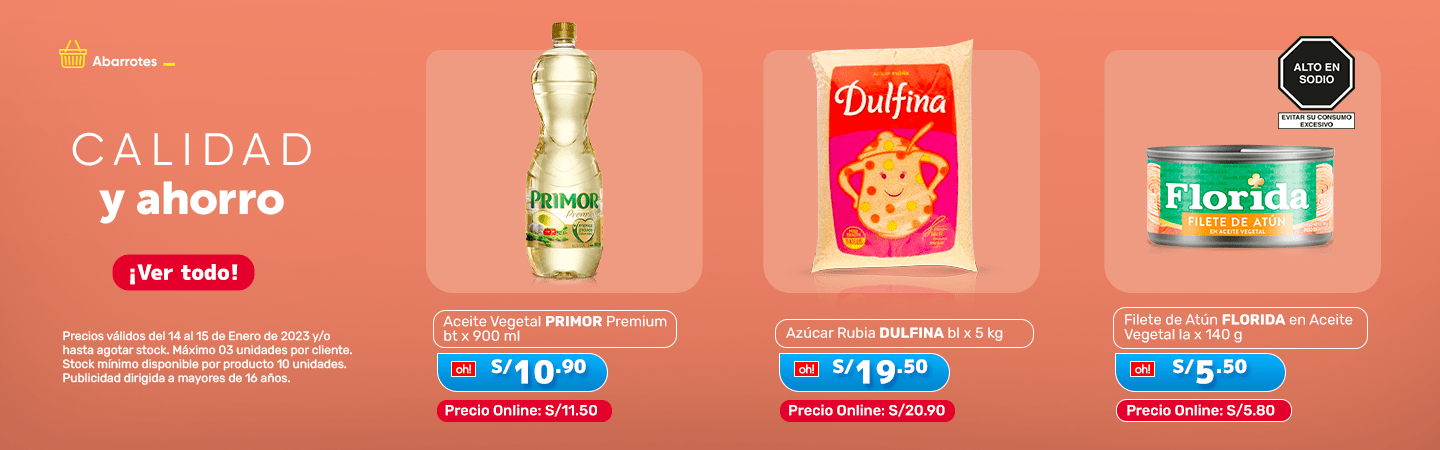 Abarrotes
CALIDAD
y ahorro
¡Ver todo!
Precios válidos del 14 al 15 de Enero de 2023 y/o
hasta agotar stock. Máximo 03 unidades por cliente.
Stock mínimo disponible por producto 10 unidades.
Publicidad dirigida a mayores de 16 años.
PRIMOR
Premium
Aceite Vegetal PRIMOR Premium
bt x 900 ml
oh! S/10.90
Precio Online: S/11.50
Dulfina
Azúcar Rubia DULFINA bl x 5 kg
oh! S/19.50
Precio Online: S/20.90
ALTO EN
SODIO
EVITAR SU CONSUMO
EXCESIVO
Florida
FILETE DE ATÚN
EN ACEITE VEGETAL
Filete de Atún FLORIDA en Aceite
Vegetal la x 140 g
oh! S/5.50
Precio Online: S/5.80